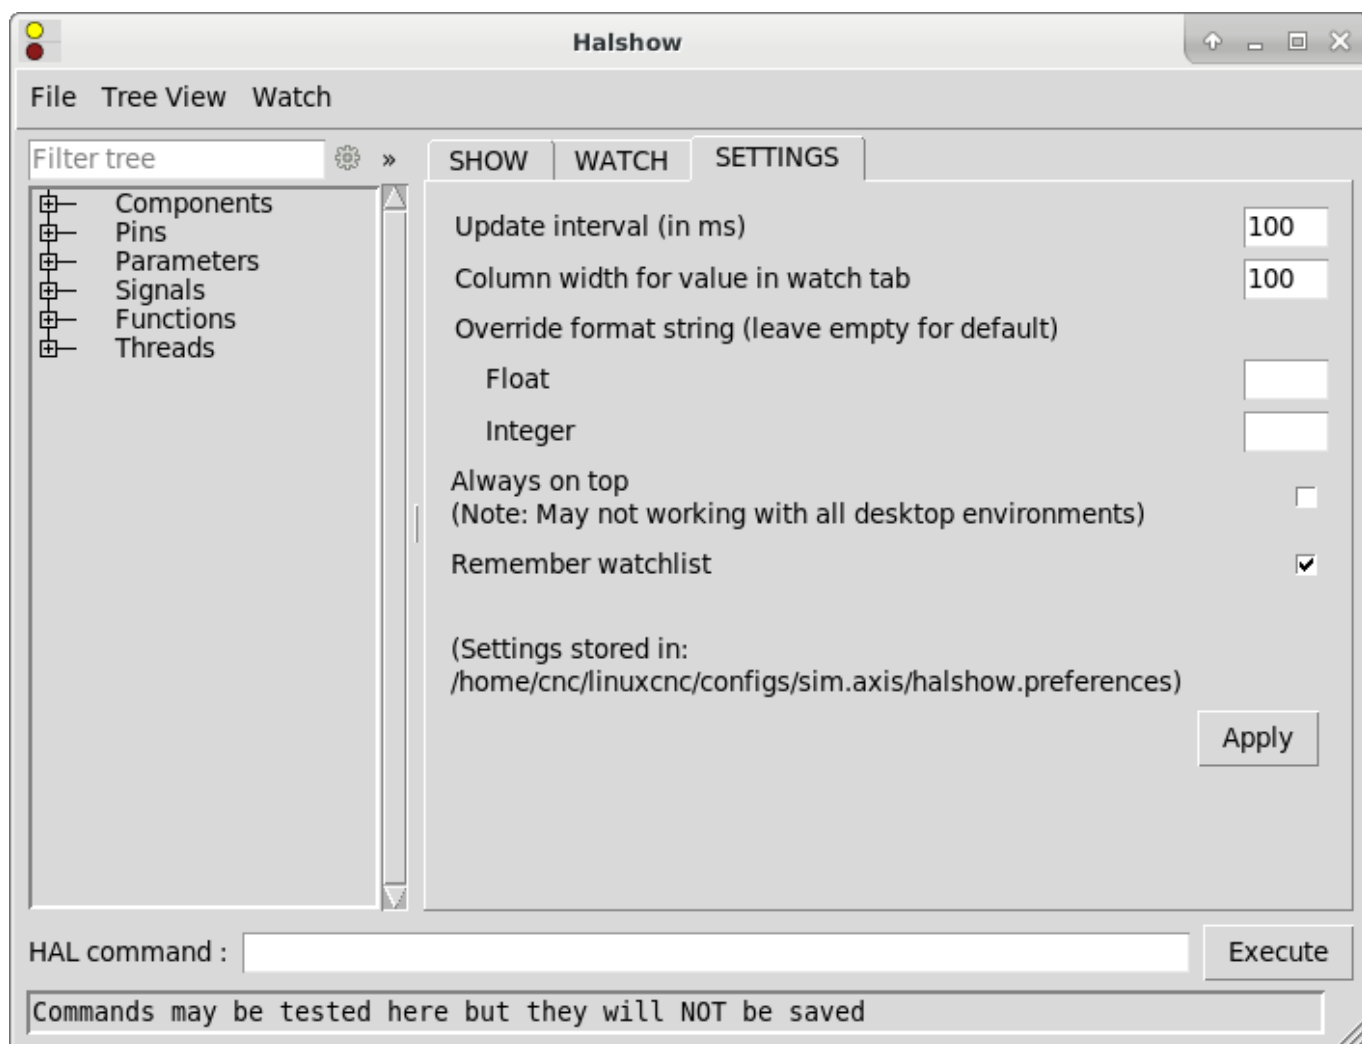 Halshow
File Tree View Watch
Filter tree
»
Components
Pins
Parameters
Signals
Functions
Threads
SHOW WATCH SETTINGS
Update interval (in ms) 100
Column width for value in watch tab 100
Override format string (leave empty for default)
Float
Integer
Always on top
(Note: May not working with all desktop environments)
Remember watchlist
(Settings stored in:
/home/cnc/linuxcnc/configs/sim.axis/halshow.preferences)
Apply
HAL command : Execute
Commands may be tested here but they will NOT be saved